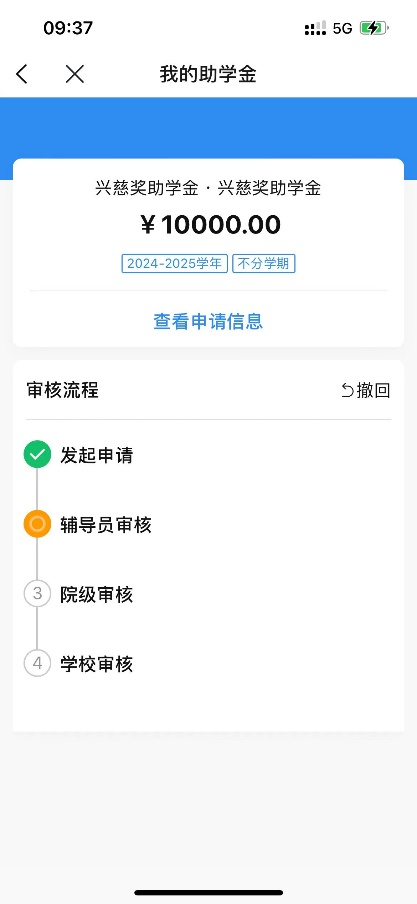 09:37 5G
我的助学金
兴慈奖助学金 · 兴慈奖助学金
¥10000.00
2024-2025学年 不分学期
查看申请信息
审核流程 撤回
发起申请
辅导员审核
3 院级审核
4 学校审核